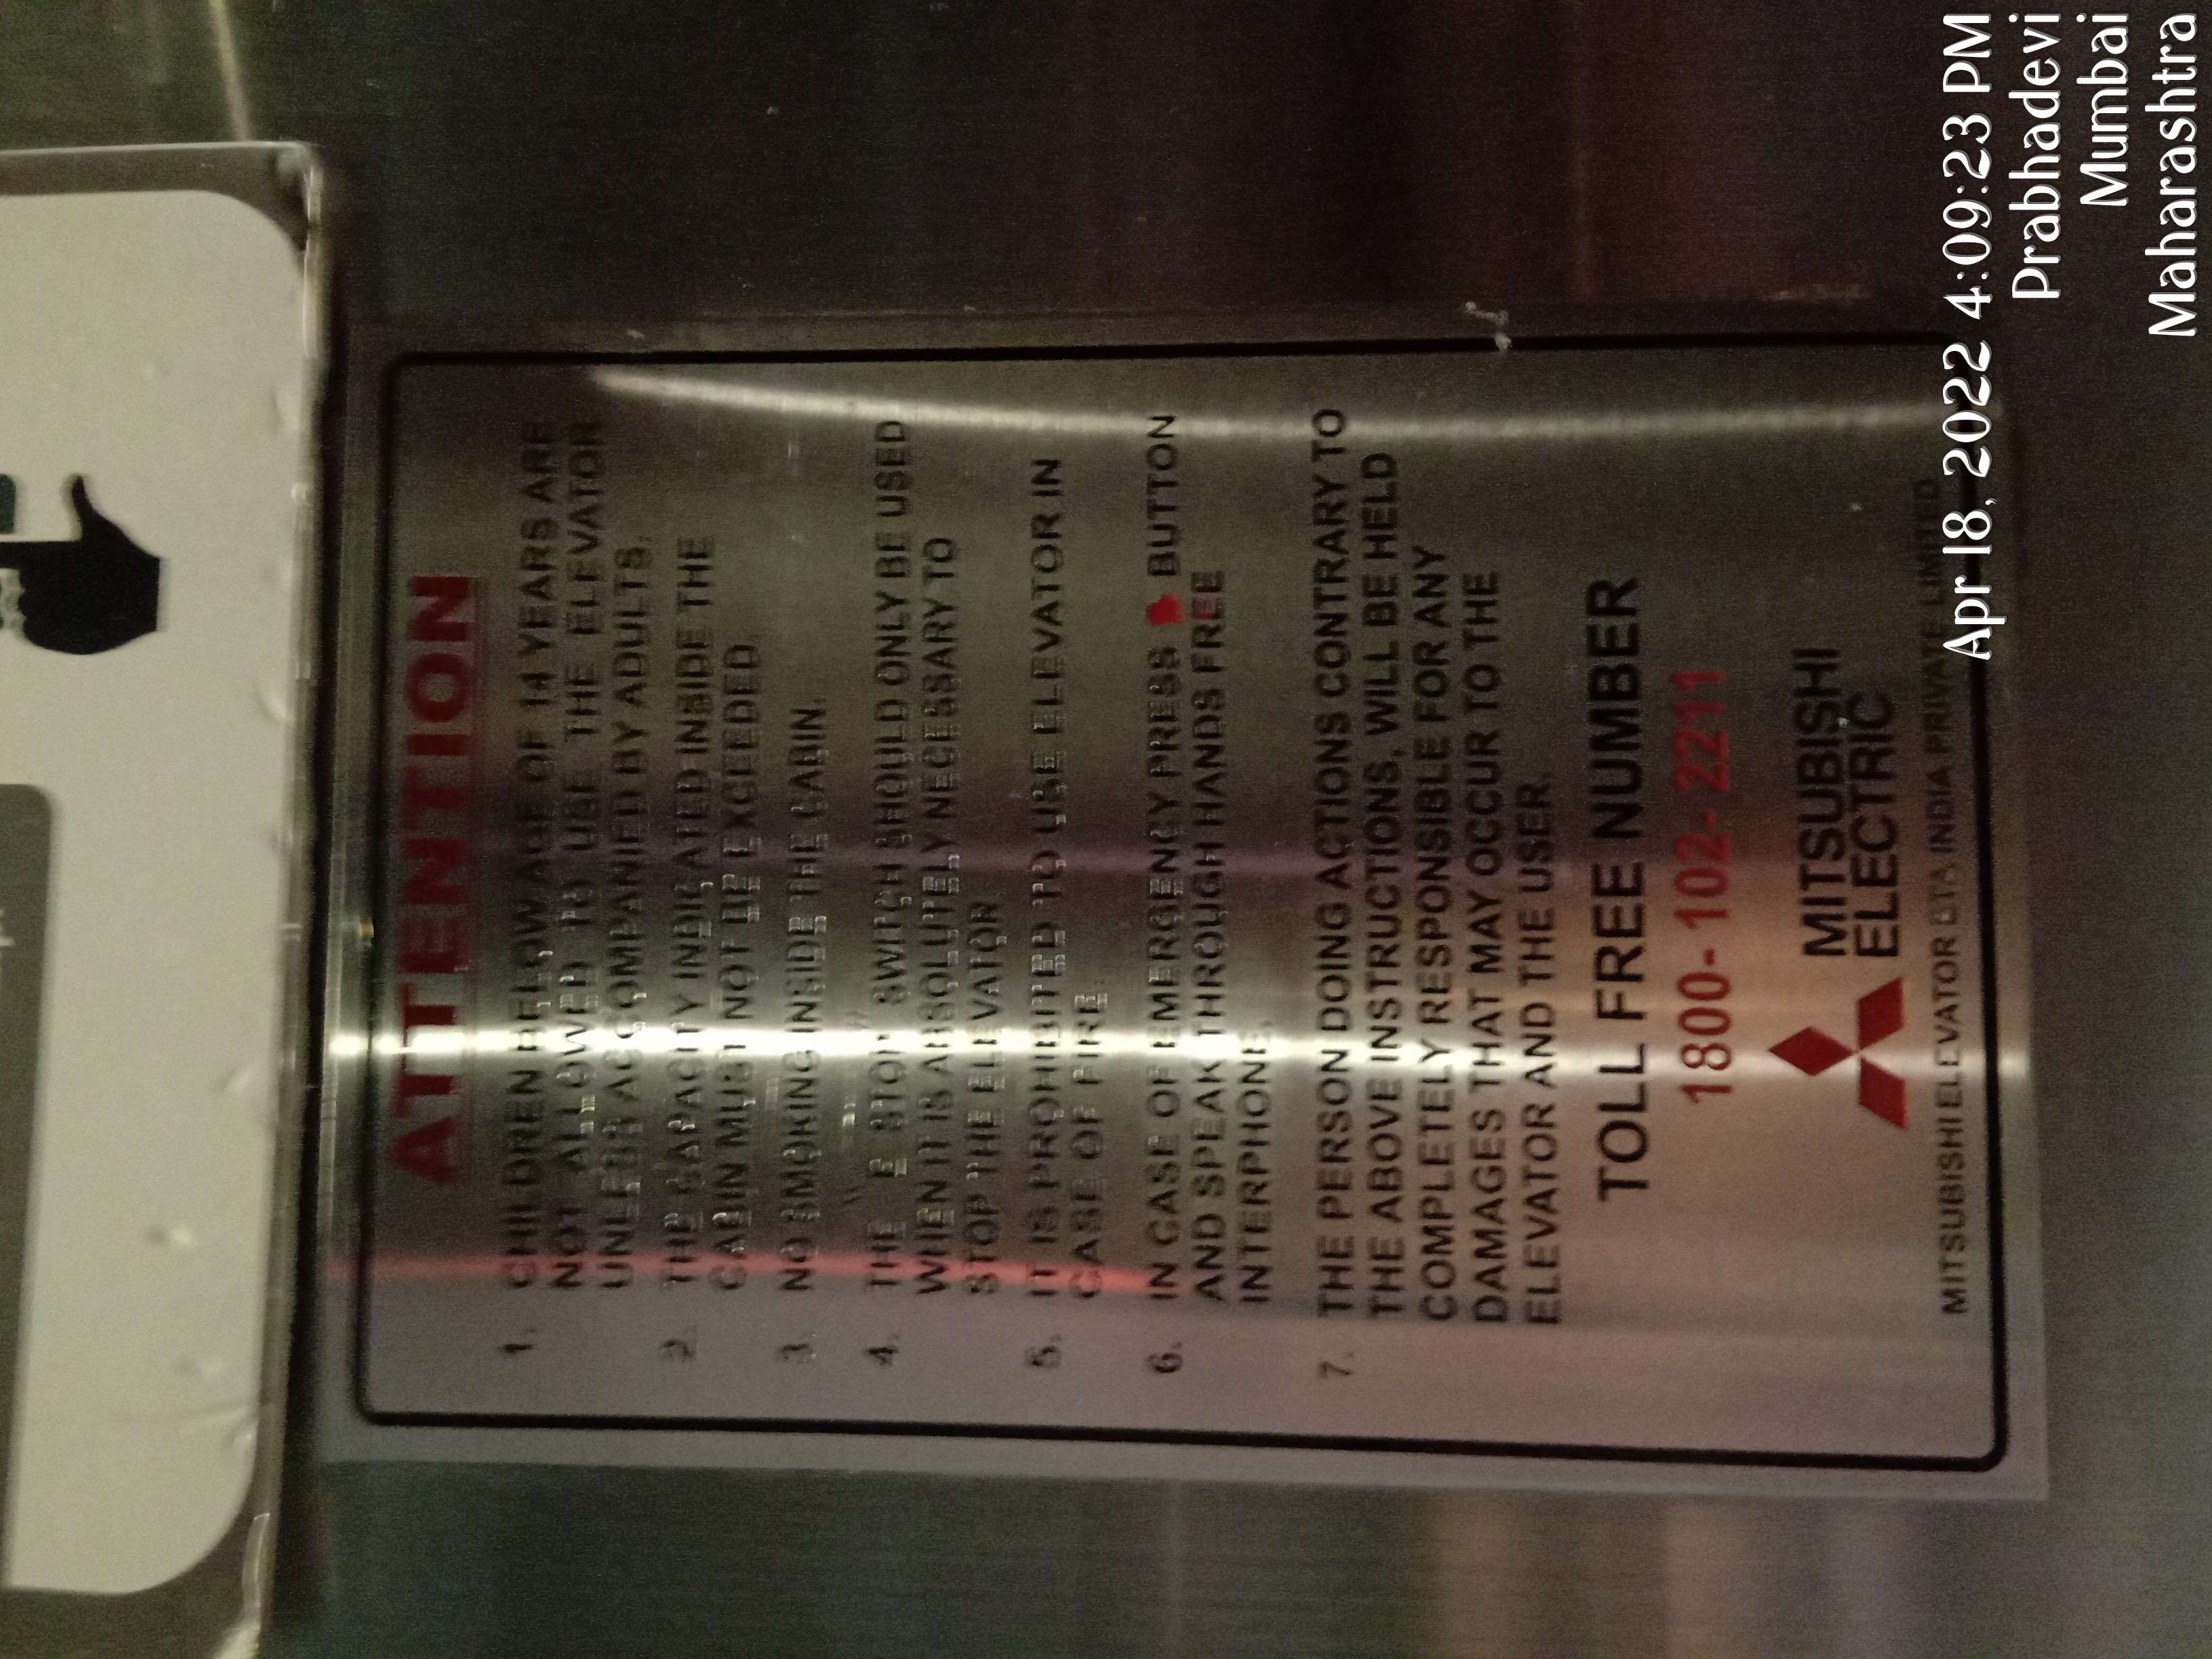 ATTENTION
1. CHILDREN BELOW AGE OF 14 YEARS ARE
NOT ALLOWED TO USE THE ELEVATOR
UNLESS ACCOMPANIED BY ADULTS.
2. THE CAPACITY INDICATED INSIDE THE
CABIN MUST NOT BE EXCEEDED.
3. NO SMOKING INSIDE THE CABIN.
4. THE "E STOP" SWITCH SHOULD ONLY BE USED
WHEN IT IS ABSOLUTELY NECESSARY TO
STOP THE ELEVATOR.
5. IT IS PROHIBITED TO USE ELEVATOR IN
CASE OF FIRE.
6. IN CASE OF EMERGENCY PRESS BUTTON
AND SPEAK THROUGH HANDS FREE
INTERPHONE.
7. THE PERSON DOING ACTIONS CONTRARY TO
THE ABOVE INSTRUCTIONS, WILL BE HELD
COMPLETELY RESPONSIBLE FOR ANY
DAMAGES THAT MAY OCCUR TO THE
ELEVATOR AND THE USER.
TOLL FREE NUMBER
1800-102-2211
MITSUBISHI
ELECTRIC
MITSUBISHI ELEVATOR ETA INDIA PRIVATE LIMITED
Apr 18, 2022 4:09:23 PM
Prabhadevi
Mumbai
Maharashtra